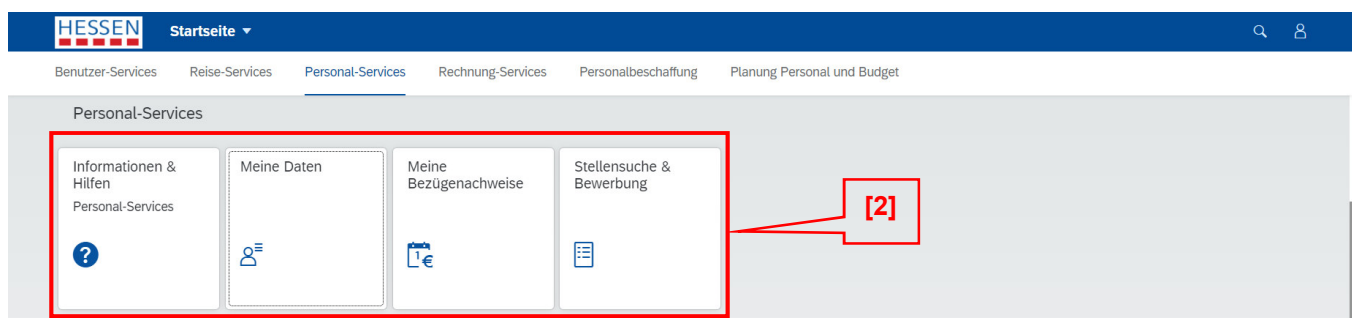 HESSEN Startseite
Benutzer-Services Reise-Services Personal-Services Rechnung-Services Personalbeschaffung Planung Personal und Budget
Personal-Services
Informationen &
Hilfen
Personal-Services
?
Meine Daten
Meine
Bezügenachweise
1 €
Stellensuche &
Bewerbung
[2]